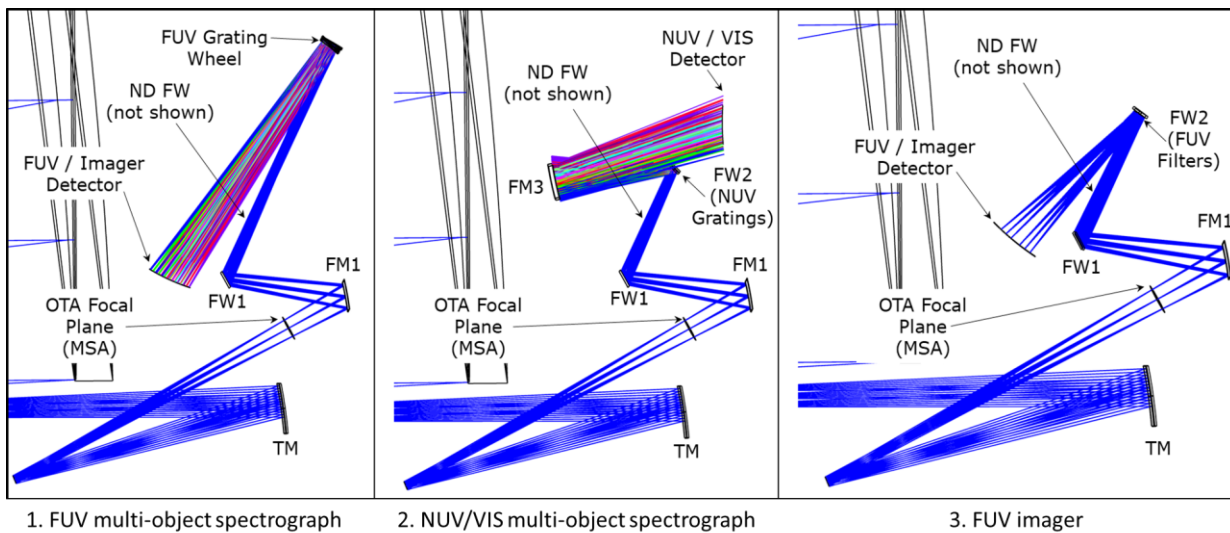 FUV Grating
Wheel
ND FW
(not shown)
FUV / Imager
Detector
FM1
FW1
OTA Focal
Plane
(MSA)
TM
NUV / VIS
Detector
ND FW
(not shown)
FM3
FW2
(NUV
Gratings)
FM1
FW1
OTA Focal
Plane
(MSA)
TM
ND FW
(not shown)
FW2
(FUV
Filters)
FUV / Imager
Detector
FM1
FW1
OTA Focal
Plane
(MSA)
TM
1. FUV multi-object spectrograph
2. NUV/VIS multi-object spectrograph
3. FUV imager